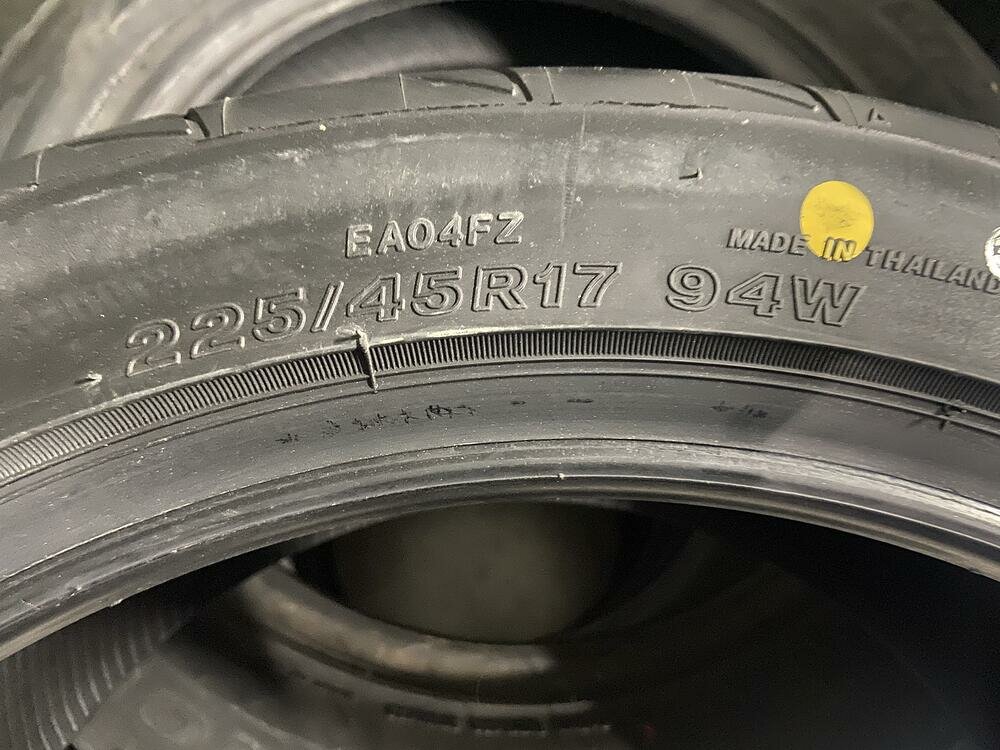 EA04FZ
MADE IN THAILAND
225/45R17 94W